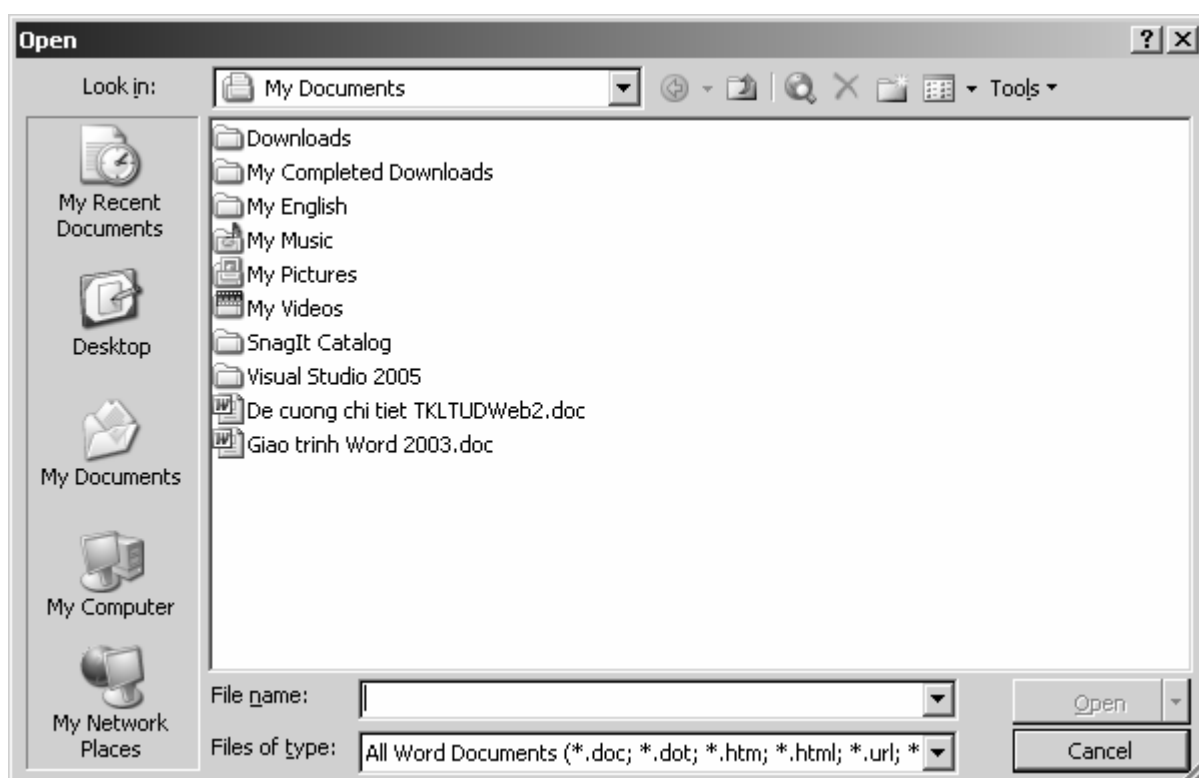 Open
Look in:
My Documents
Tools
My Recent
Documents
Desktop
My Documents
My Computer
My Network
Places
Downloads
My Completed Downloads
My English
My Music
My Pictures
My Videos
SnagIt Catalog
Visual Studio 2005
De cuong chi tiet TKLTUDWeb2.doc
Giao trinh Word 2003.doc
File name:
Open
Files of type:
All Word Documents (*.doc; *.dot; *.htm; *.html; *.url; *
Cancel